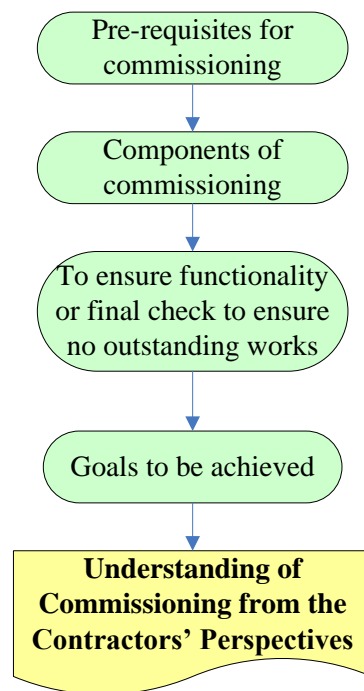 Pre-requisites for
commissioning
Components of
commissioning
To ensure functionality
or final check to ensure
no outstanding works
Goals to be achieved
Understanding of
Commissioning from the
Contractors’ Perspectives